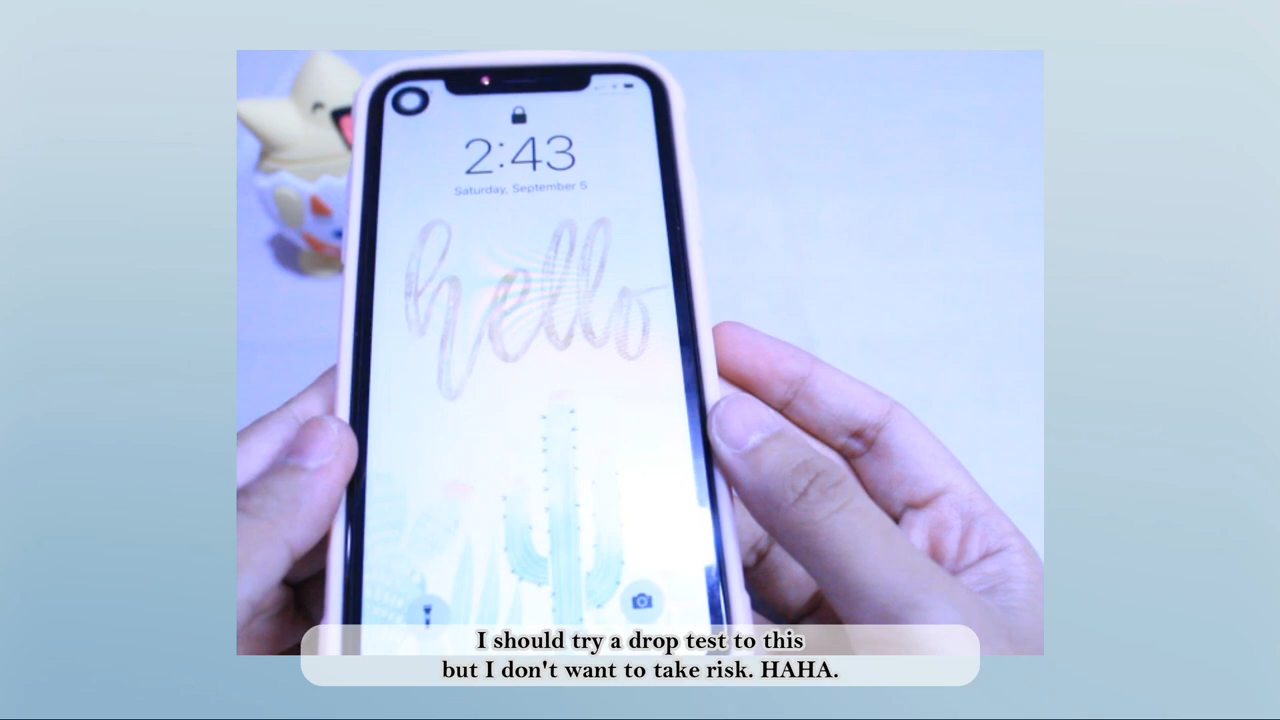 2:43
Saturday, September 5
hello
I should try a drop test to this
but I don't want to take risk. HAHA.